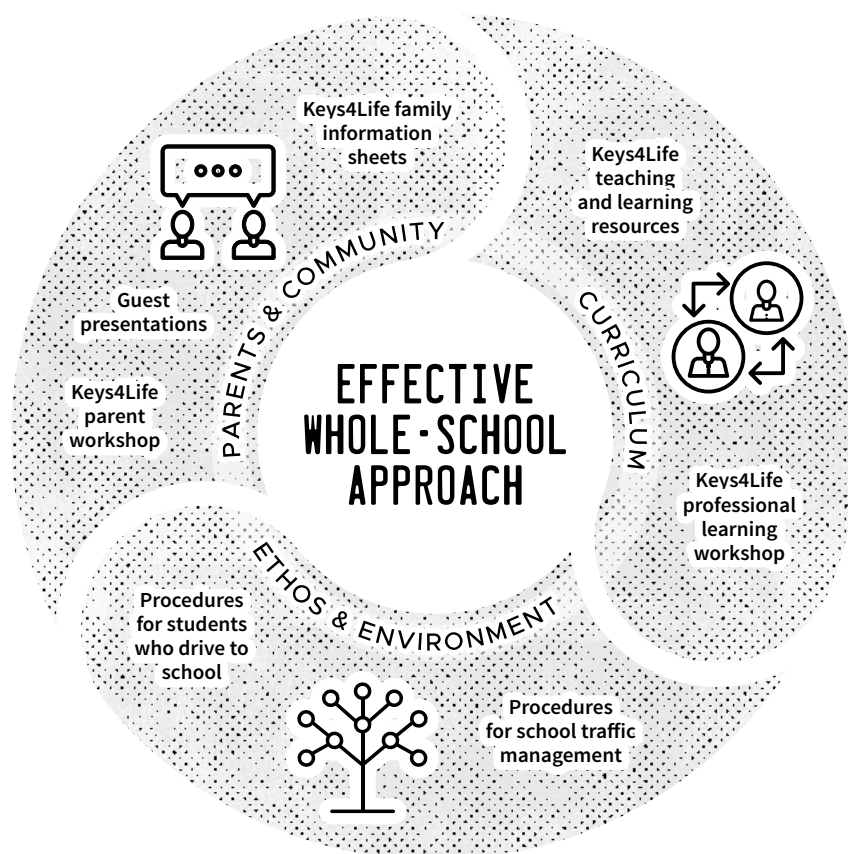 Keys4Life family
information
sheets
Guest
presentations
Keys4Life
parent
workshop
PARENTS & COMMUNITY
Keys4Life
teaching
and learning
resources
Keys4Life
professional
learning
workshop
CURRICULUM
EFFECTIVE
WHOLE-SCHOOL
APPROACH
ETHOS & ENVIRONMENT
Procedures
for students
who drive to
school
Procedures
for school traffic
management